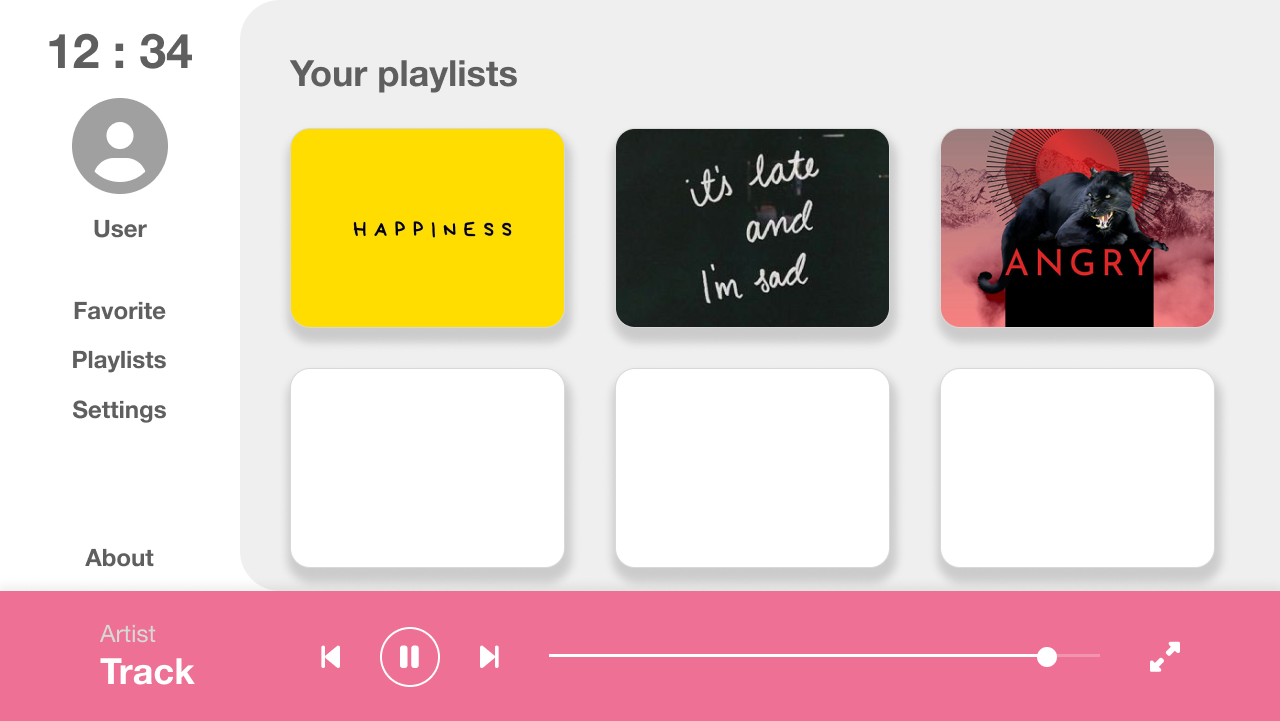 12 : 34
User
Favorite
Playlists
Settings
About
Your playlists
HAPPINESS
it's late
and
I'm sad
ANGRY
Artist
Track